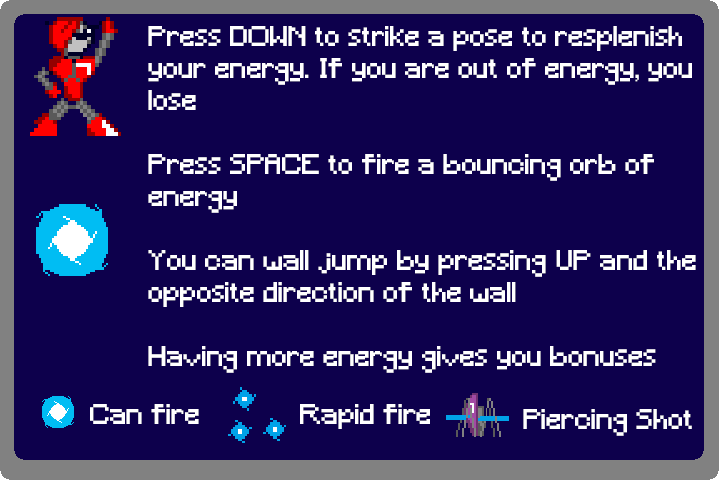 Press DOWN to strike a pose to resplenish
your energy. If you are out of energy, you
lose
Press SPACE to fire a bouncing orb of
energy
You can wall jump by pressing UP and the
opposite direction of the wall
Having more energy gives you bonuses
Can fire Rapid fire Piercing Shot